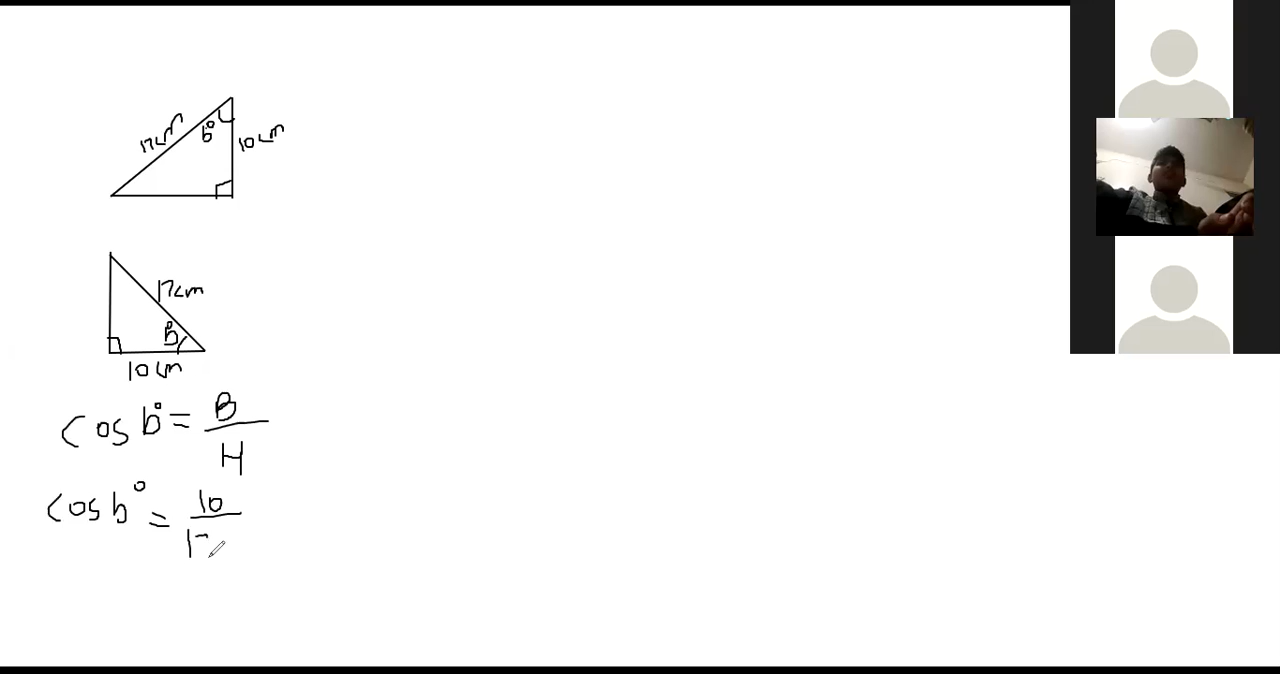 17cm
b°
10cm
17cm
b°
10cm
cos b° = B
H
cos b° = 10
17